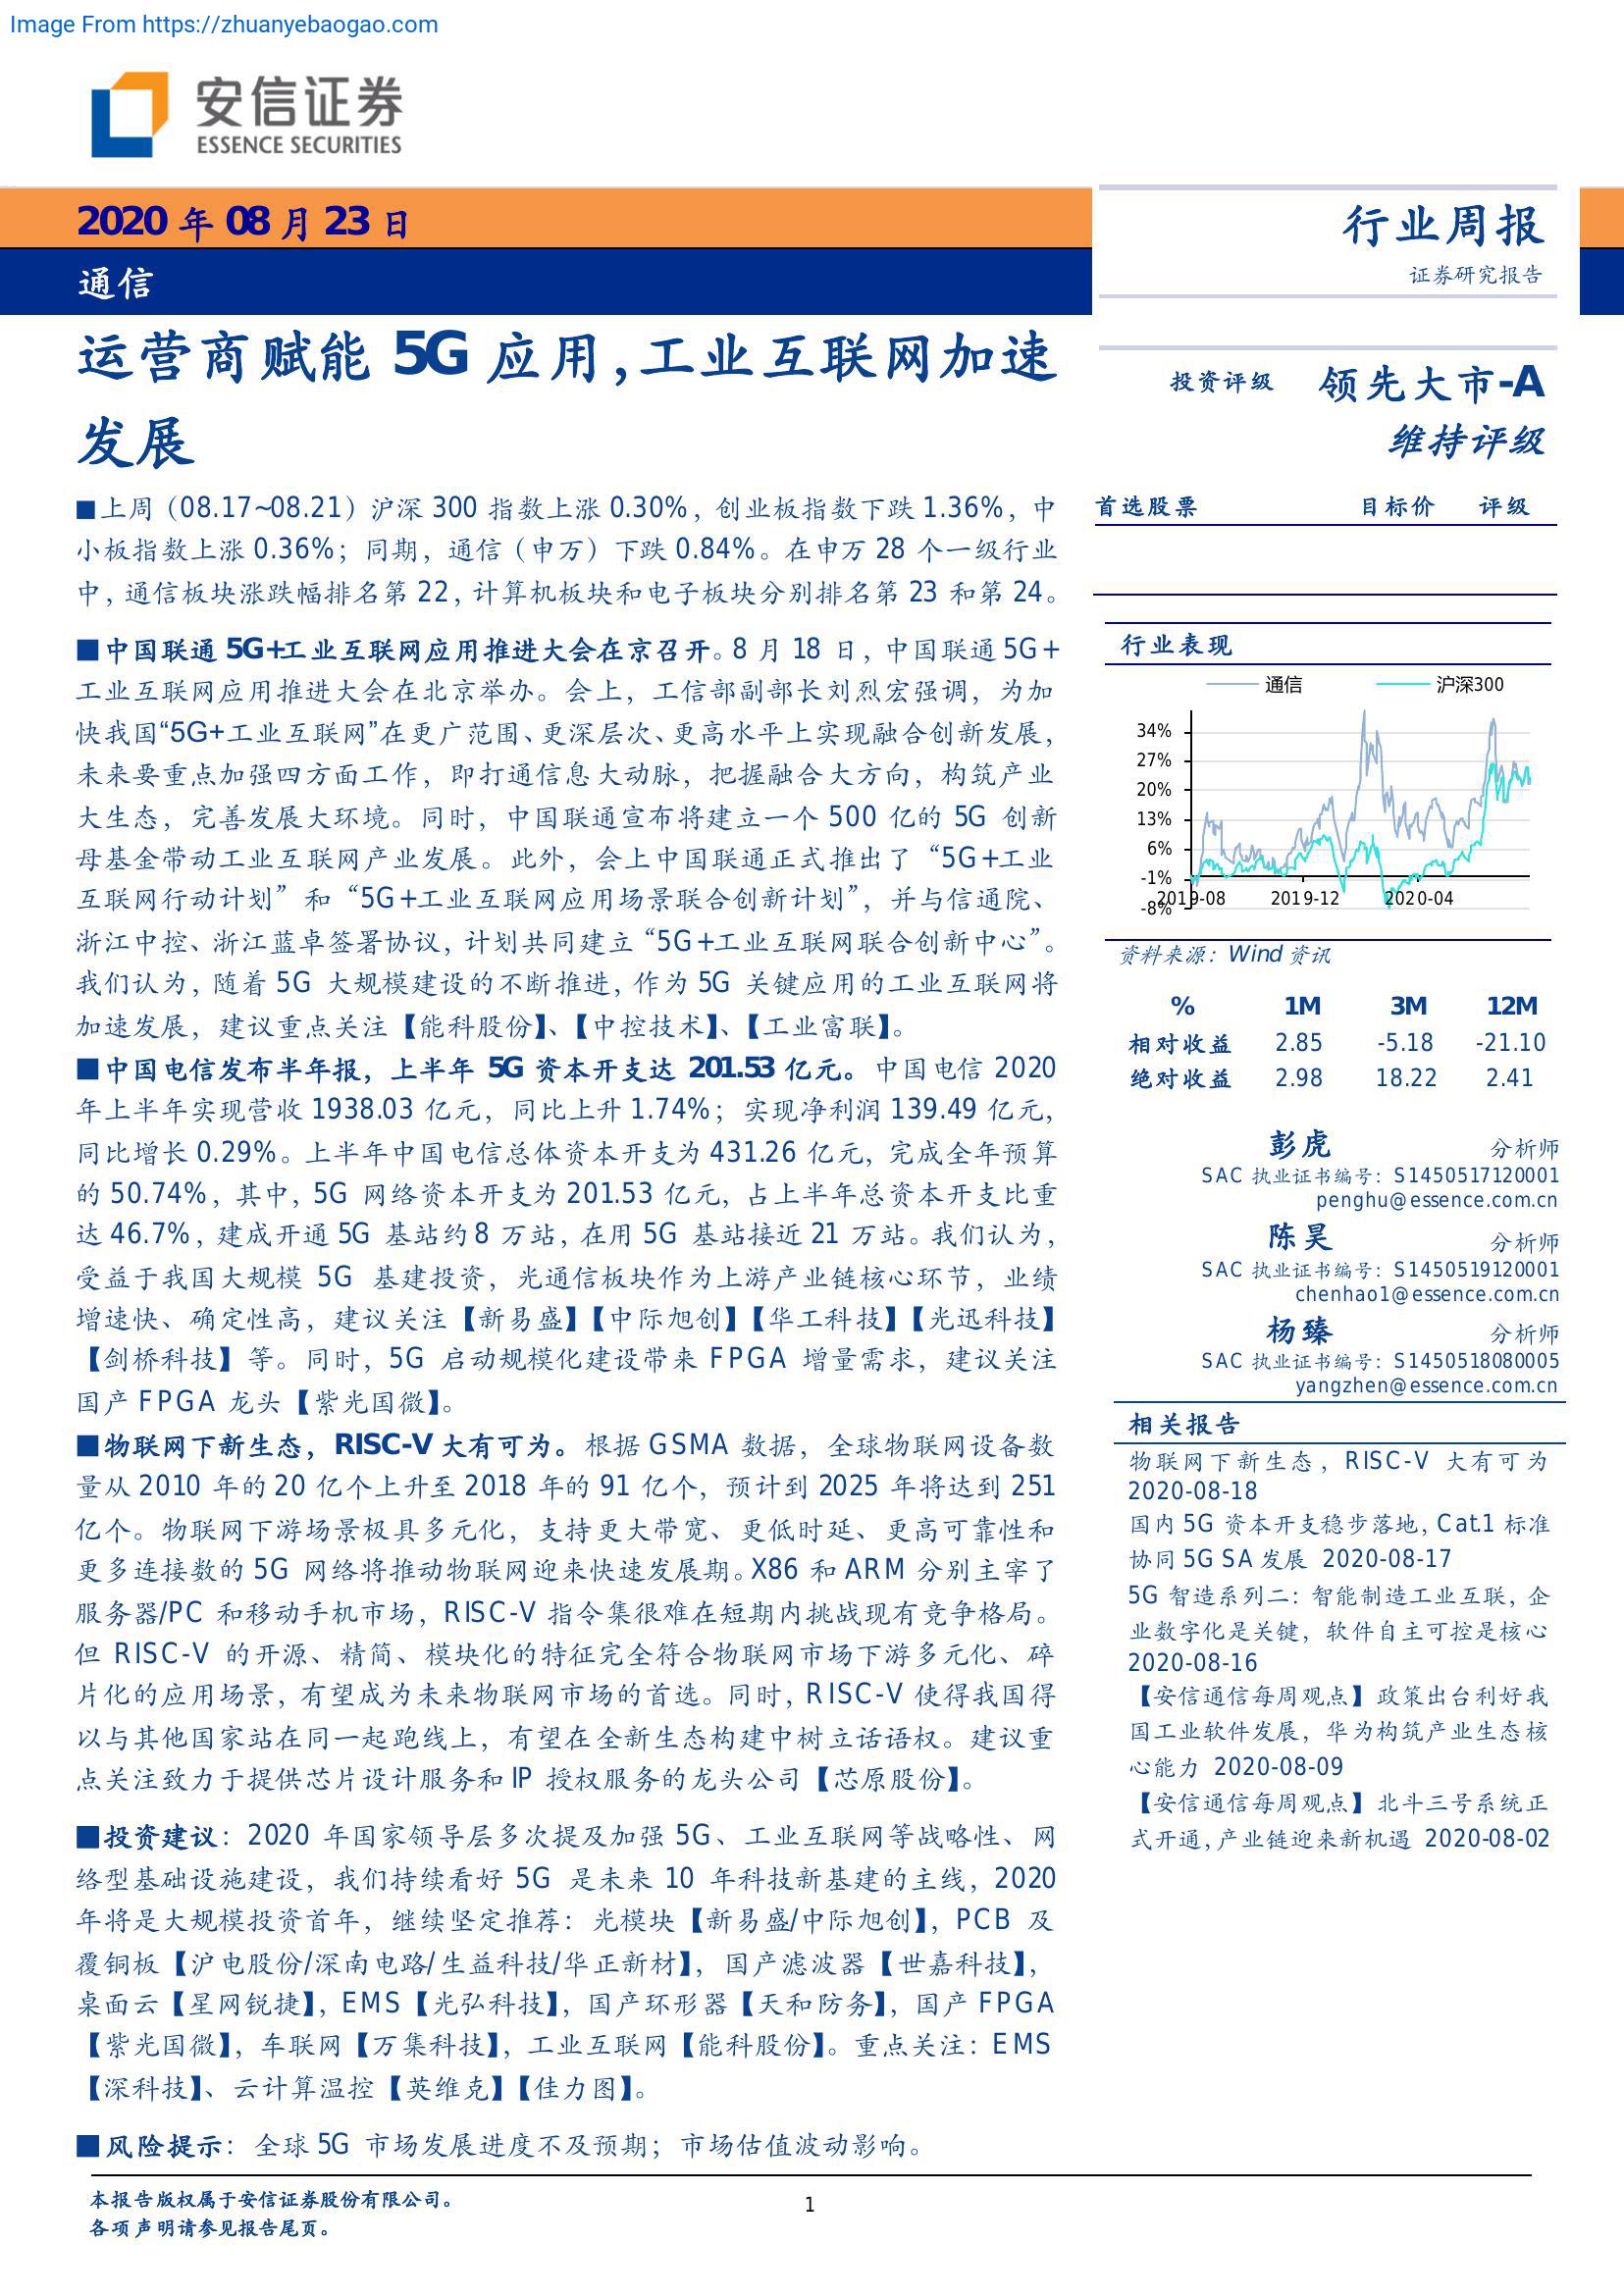 Image From https://zhuanyebaogao.com
安信证券
ESSENCE SECURITIES
2020 年 08 月 23 日
通信
行业周报
证券研究报告
运营商赋能 5G 应用,工业互联网加速
发展
■上周（08.17~08.21）沪深 300 指数上涨 0.30%，创业板指数下跌 1.36%，中
小板指数上涨 0.36%；同期，通信（申万）下跌 0.84%。在申万 28 个一级行业
中，通信板块涨跌幅排名第 22，计算机板块和电子板块分别排名第 23 和第 24。
■中国联通 5G+工业互联网应用推进大会在京召开。8 月 18 日，中国联通 5G+
工业互联网应用推进大会在北京举办。会上，工信部副部长刘烈宏强调，为加
快我国“5G+工业互联网”在更广范围、更深层次、更高水平上实现融合创新发展，
未来要重点加强四方面工作，即打通信息大动脉，把握融合大方向，构筑产业
大生态，完善发展大环境。同时，中国联通宣布将建立一个 500 亿的 5G 创新
母基金带动工业互联网产业发展。此外，会上中国联通正式推出了“5G+工业
互联网行动计划”和“5G+工业互联网应用场景联合创新计划”，并与信通院、
浙江中控、浙江蓝卓签署协议，计划共同建立“5G+工业互联网联合创新中心”。
我们认为，随着 5G 大规模建设的不断推进，作为 5G 关键应用的工业互联网将
加速发展，建议重点关注【能科股份】、【中控技术】、【工业富联】。
■中国电信发布半年报，上半年 5G 资本开支达 201.53 亿元。中国电信 2020
年上半年实现营收 1938.03 亿元，同比上升 1.74%；实现净利润 139.49 亿元，
同比增长 0.29%。上半年中国电信总体资本开支为 431.26 亿元，完成全年预算
的 50.74%，其中，5G 网络资本开支为 201.53 亿元，占上半年总资本开支比重
达 46.7%，建成开通 5G 基站约 8 万站，在用 5G 基站接近 21 万站。我们认为，
受益于我国大规模 5G 基建投资，光通信板块作为上游产业链核心环节，业绩
增速快、确定性高，建议关注【新易盛】【中际旭创】【华工科技】【光迅科技】
【剑桥科技】等。同时，5G 启动规模化建设带来 FPGA 增量需求，建议关注
国产 FPGA 龙头【紫光国微】。
■物联网下新生态，RISC-V 大有可为。根据 GSMA 数据，全球物联网设备数
量从 2010 年的 20 亿个上升至 2018 年的 91 亿个，预计到 2025 年将达到 251
亿个。物联网下游场景极具多元化，支持更大带宽、更低时延、更高可靠性和
更多连接数的 5G 网络将推动物联网迎来快速发展期。X86 和 ARM 分别主宰了
服务器/PC 和移动手机市场，RISC-V 指令集很难在短期内挑战现有竞争格局。
但 RISC-V 的开源、精简、模块化的特征完全符合物联网市场下游多元化、碎
片化的应用场景，有望成为未来物联网市场的首选。同时，RISC-V 使得我国得
以与其他国家站在同一起跑线上，有望在全新生态构建中树立话语权。建议重
点关注致力于提供芯片设计服务和 IP 授权服务的龙头公司【芯原股份】。
■投资建议：2020 年国家领导层多次提及加强 5G、工业互联网等战略性、网
络型基础设施建设，我们持续看好 5G 是未来 10 年科技新基建的主线，2020
年将是大规模投资首年，继续坚定推荐：光模块【新易盛/中际旭创】，PCB 及
覆铜板【沪电股份/深南电路/生益科技/华正新材】，国产滤波器【世嘉科技】，
桌面云【星网锐捷】，EMS【光弘科技】，国产环形器【天和防务】，国产 FPGA
【紫光国微】，车联网【万集科技】，工业互联网【能科股份】。重点关注：EMS
【深科技】、云计算温控【英维克】【佳力图】。
■风险提示：全球 5G 市场发展进度不及预期；市场估值波动影响。
投资评级 领先大市-A
维持评级
首选股票 目标价 评级
行业表现
通信 沪深300
34%
27%
20%
13%
6%
-1%
-8%
2019-08 2019-12 2020-04
资料来源：Wind 资讯
% 1M 3M 12M
相对收益 2.85 -5.18 -21.10
绝对收益 2.98 18.22 2.41
彭虎 分析师
SAC 执业证书编号：S1450517120001
penghu@essence.com.cn
陈昊 分析师
SAC 执业证书编号：S1450519120001
chenhao1@essence.com.cn
杨臻 分析师
SAC 执业证书编号：S1450518080005
yangzhen@essence.com.cn
相关报告
物联网下新生态，RISC-V 大有可为
2020-08-18
国内 5G 资本开支稳步落地，Cat.1 标准
协同 5G SA 发展 2020-08-17
5G 智造系列二：智能制造工业互联，企
业数字化是关键，软件自主可控是核心
2020-08-16
【安信通信每周观点】政策出台利好我
国工业软件发展，华为构筑产业生态核
心能力 2020-08-09
【安信通信每周观点】北斗三号系统正
式开通，产业链迎来新机遇 2020-08-02
本报告版权属于安信证券股份有限公司。
各项声明请参见报告尾页。
1